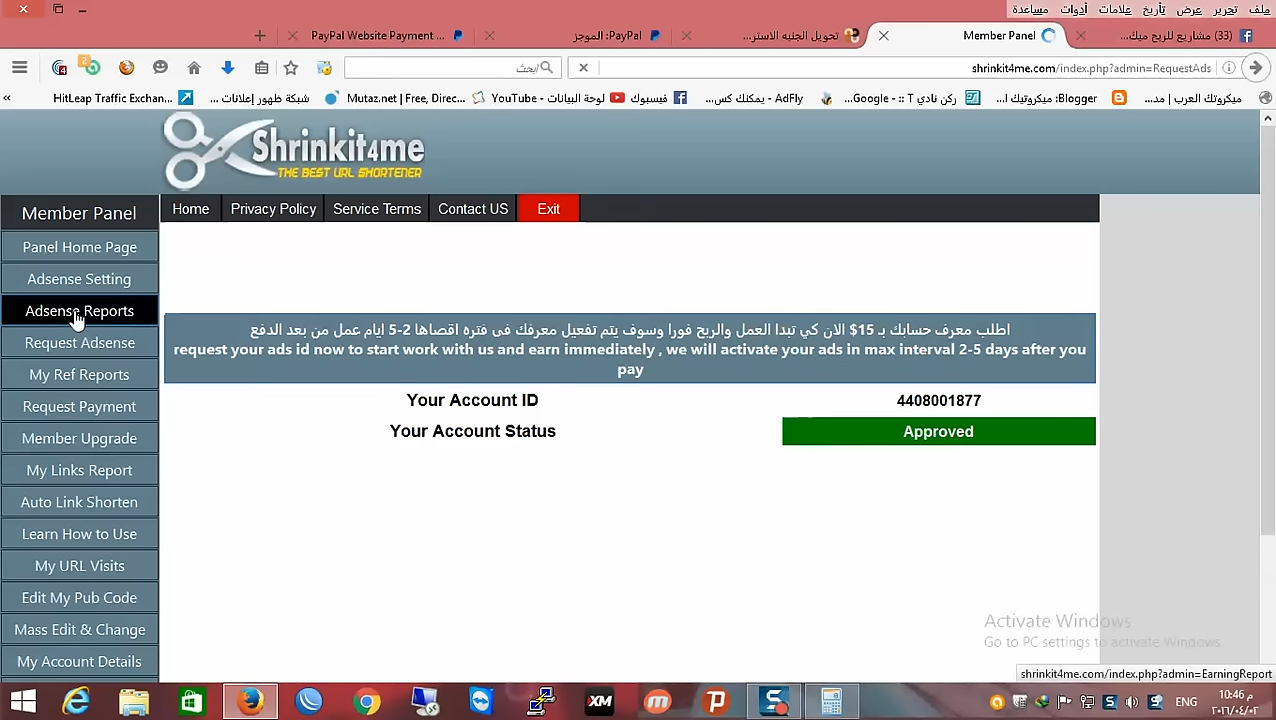 ملف تحرير عرض تأريخ علامات أدوات مساعدة
(33) مشاريع للربح ميك...
Member Panel
تحويل الجنيه الاستر...
PayPal: الموجز
PayPal Website Payment ...
shrinkit4me.com/index.php?admin=RequestAds
ابحث
2
ميكروتك العرب | مد...
Blogger: ميكروتيك ا...
ركن نادي Google - :: T...
AdFly - يمكنك كس...
فيسبوك
لوحة البيانات - YouTube
Mutaz.net | Free, Direc...
شبكة ظهور إعلانات ...
HitLeap Traffic Exchan...
Shrinkit4me
THE BEST URL SHORTENER
Member Panel
Home
Privacy Policy
Service Terms
Contact US
Exit
Panel Home Page
Adsense Setting
Adsense Reports
Request Adsense
My Ref Reports
Request Payment
Member Upgrade
My Links Report
Auto Link Shorten
Learn How to Use
My URL Visits
Edit My Pub Code
Mass Edit & Change
My Account Details
اطلب معرف حسابك بـ 15$ الان كي تبدا العمل والربح فورا وسوف يتم تفعيل معرفك فى فتره اقصاها 2-5 ايام عمل من بعد الدفع
request your ads id now to start work with us and earn immediately , we will activate your ads in max interval 2-5 days after you
pay
Your Account ID
4408001877
Your Account Status
Approved
Activate Windows
Go to PC settings to activate Windows.
shrinkit4me.com/index.php?admin=EarningReport
XM
ENG
10:46 م
٢٠١٦/٠٤/٠٢